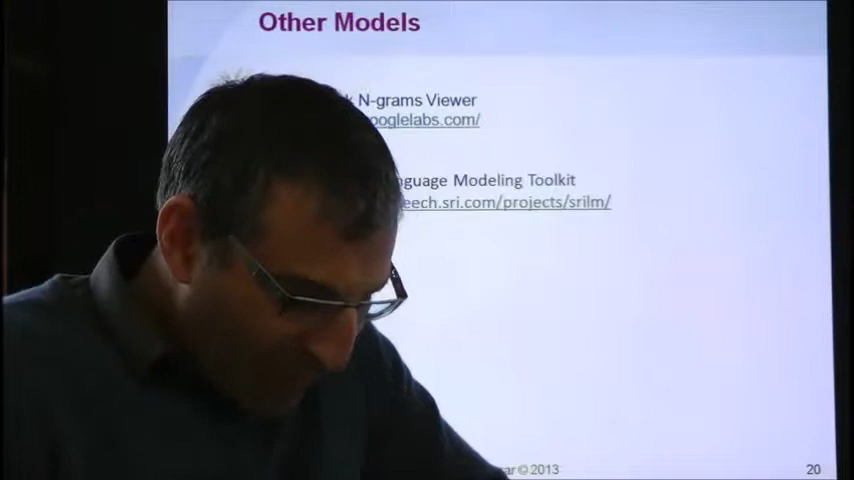 Other Models
N-grams Viewer
ooglelabs.com/
nguage Modeling Toolkit
eech.sri.com/projects/srilm/
© 2013
20